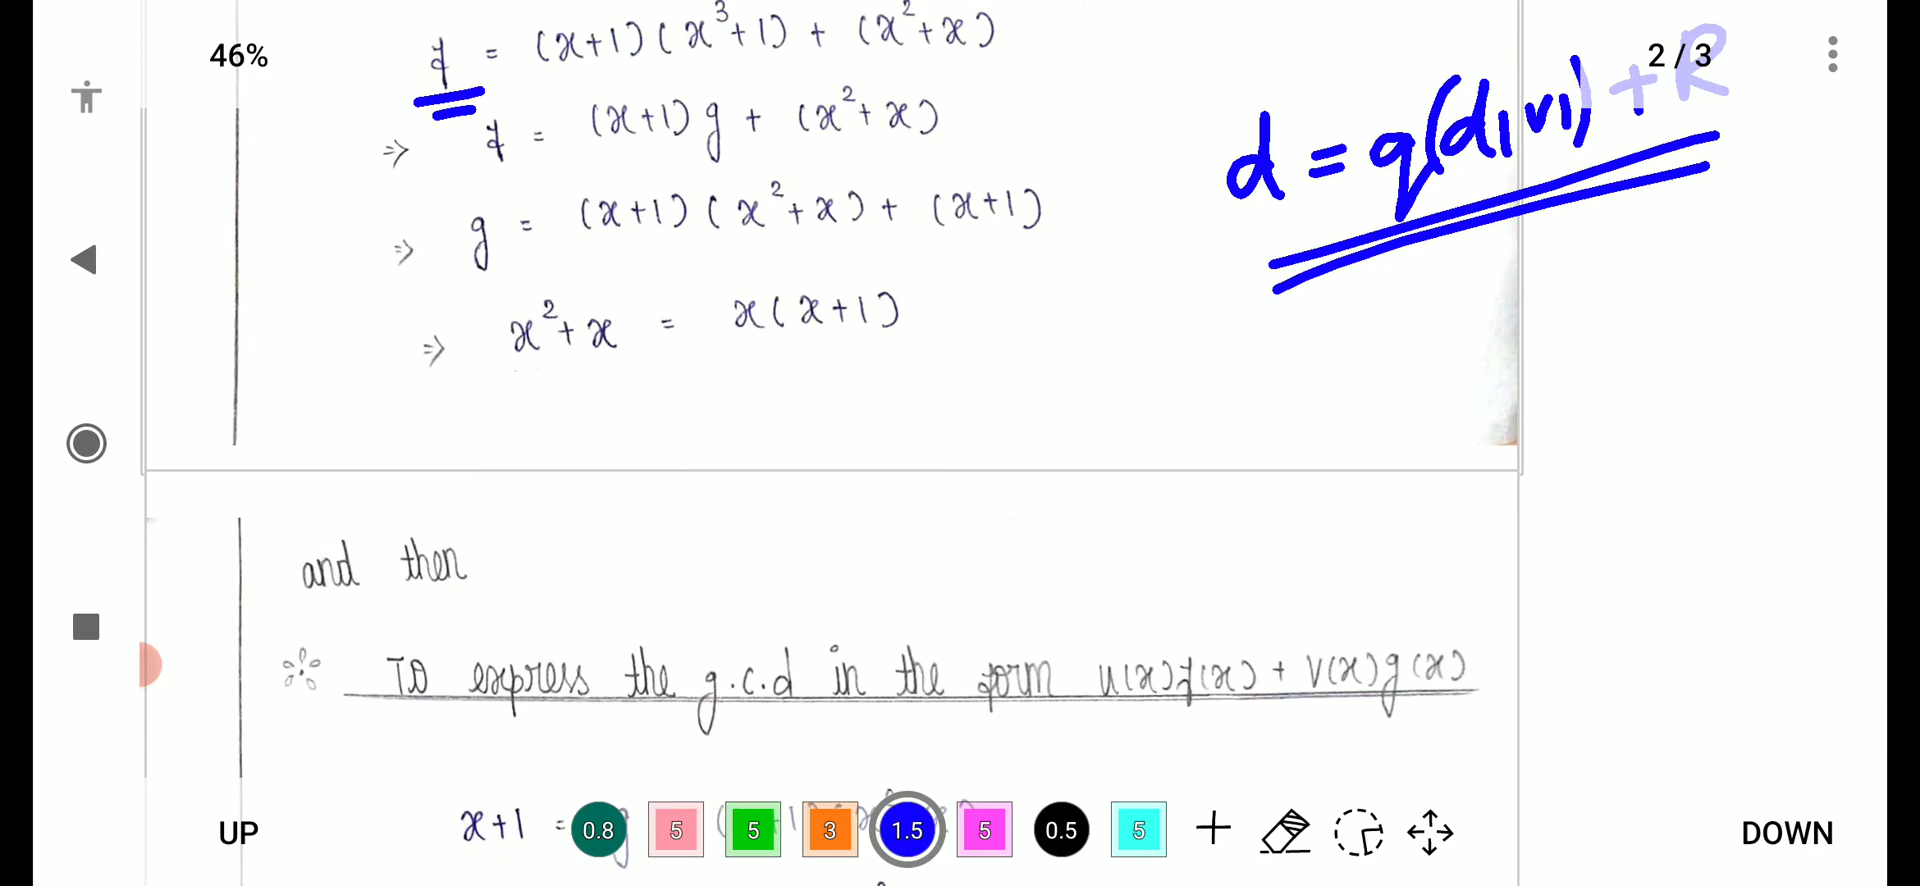 46%
2 / 3
f = (x+1)(x³+1) + (x²+x)
d = q(div) + R
⇒ f = (x+1)g + (x²+x)
⇒ g = (x+1)(x²+x) + (x+1)
⇒ x²+x = x(x+1)
and then
To express the g.c.d in the form u(x)f(x) + v(x)g(x)
x+1 =
0.8 5 5 3 1.5 5 0.5 5 +
UP
DOWN